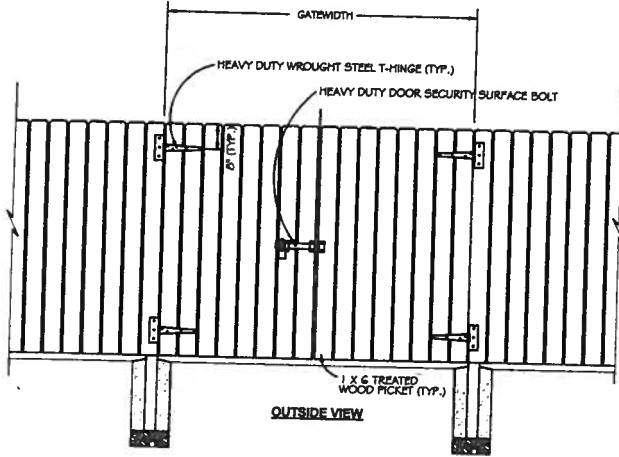 GATEWIDTH
HEAVY DUTY WROUGHT STEEL T-HINGE (TYP.)
HEAVY DUTY DOOR SECURITY SURFACE BOLT
8" (TYP.)
1 X 6 TREATED
WOOD PICKET (TYP.)
OUTSIDE VIEW